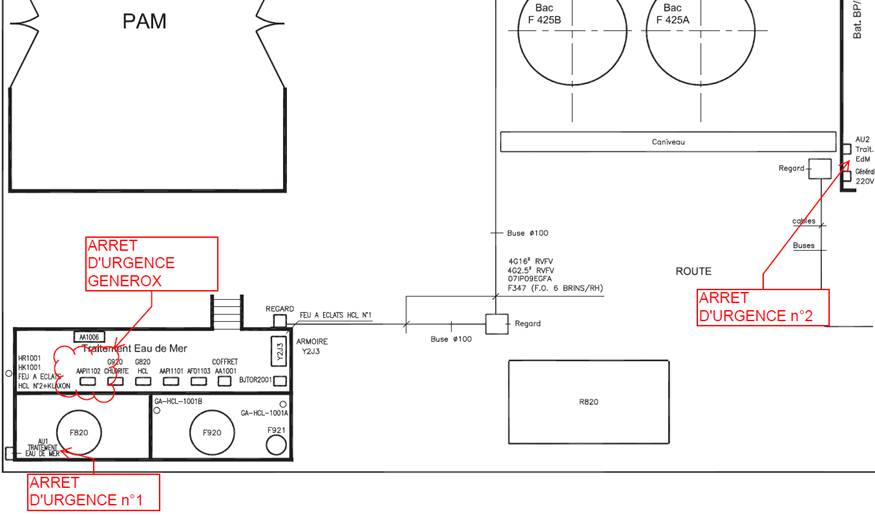 PAM
Bac
F 425B
Bac
F 425A
Bat. BP/
Caniveau
AU2
Trait.
EdM
Général
220V
Regard
cables
Buses
ROUTE
ARRET
D'URGENCE n°2
Buse ø100
4G16² RVFV
4G2.5² RVFV
07IP09EGFA
F347 (F.O. 6 BRINS/RH)
ARRET
D'URGENCE
GENEROX
REGARD
FEU A ECLATS HCL N°1
Regard
Buse ø100
ARMOIRE
Y2J3
AA1006
Traitement Eau de Mer
Y2J3
HR1001
HK1001
FEU A ECLATS
HCL N°2+KLAXON
AAPI1102
G920
CHLORITE
G820
HCL
AAPI1101
AFD1103
COFFRET
AA1001
BJTOR2001
GA-HCL-1001B
GA-HCL-1001A
F820
F920
F921
AU1
TRAITEMENT
EAU DE MER
R820
ARRET
D'URGENCE n°1